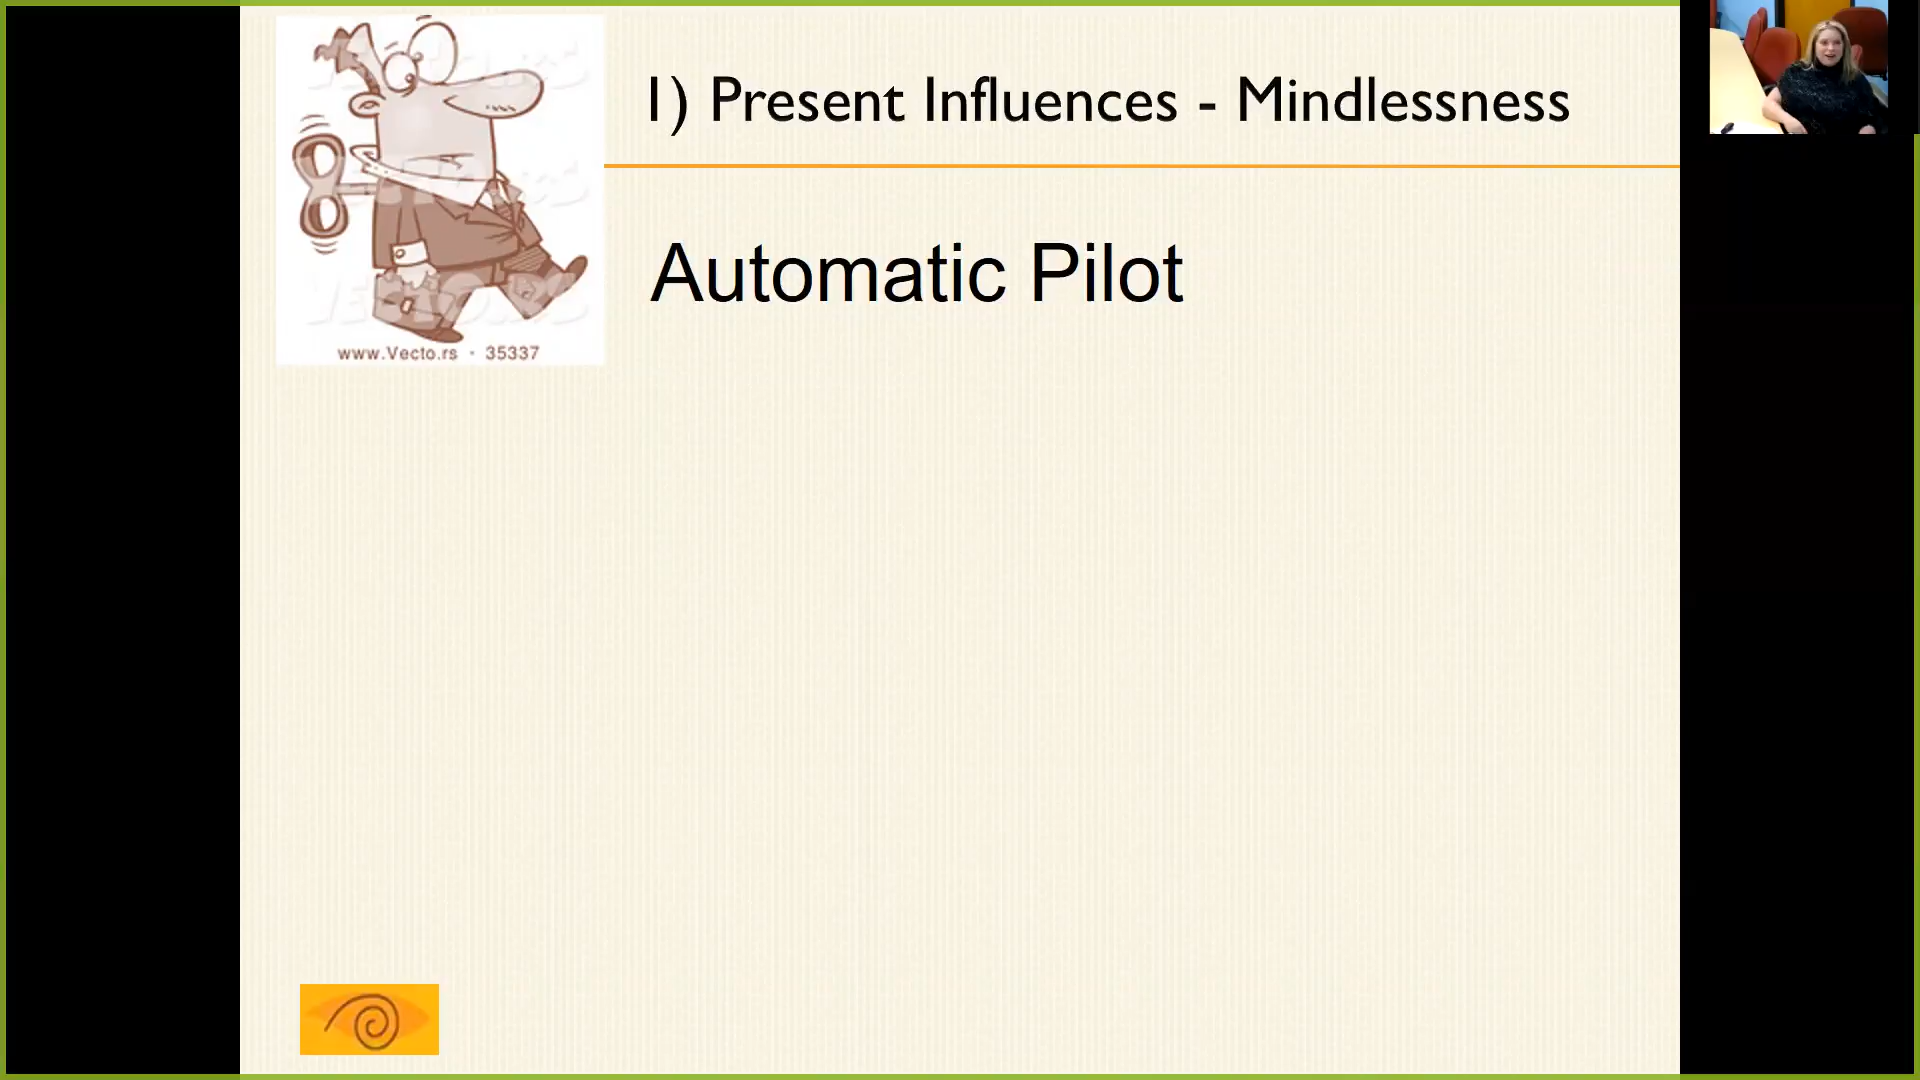 1) Present Influences - Mindlessness
Automatic Pilot
www.Vecto.rs - 35337